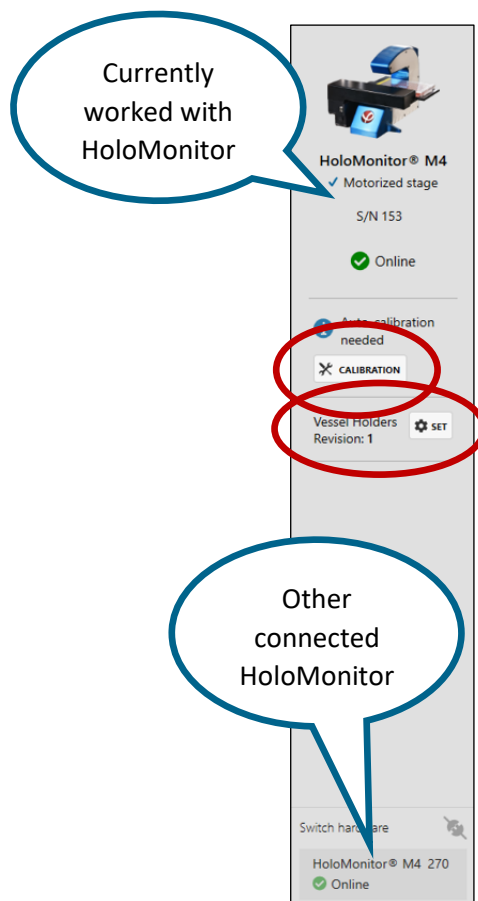 Currently
worked with
HoloMonitor
HoloMonitor® M4
✓ Motorized stage
S/N 153
Online
Auto-calibration
needed
CALIBRATION
Vessel Holders
Revision: 1
SET
Other
connected
HoloMonitor
Switch hardware
HoloMonitor® M4 270
Online